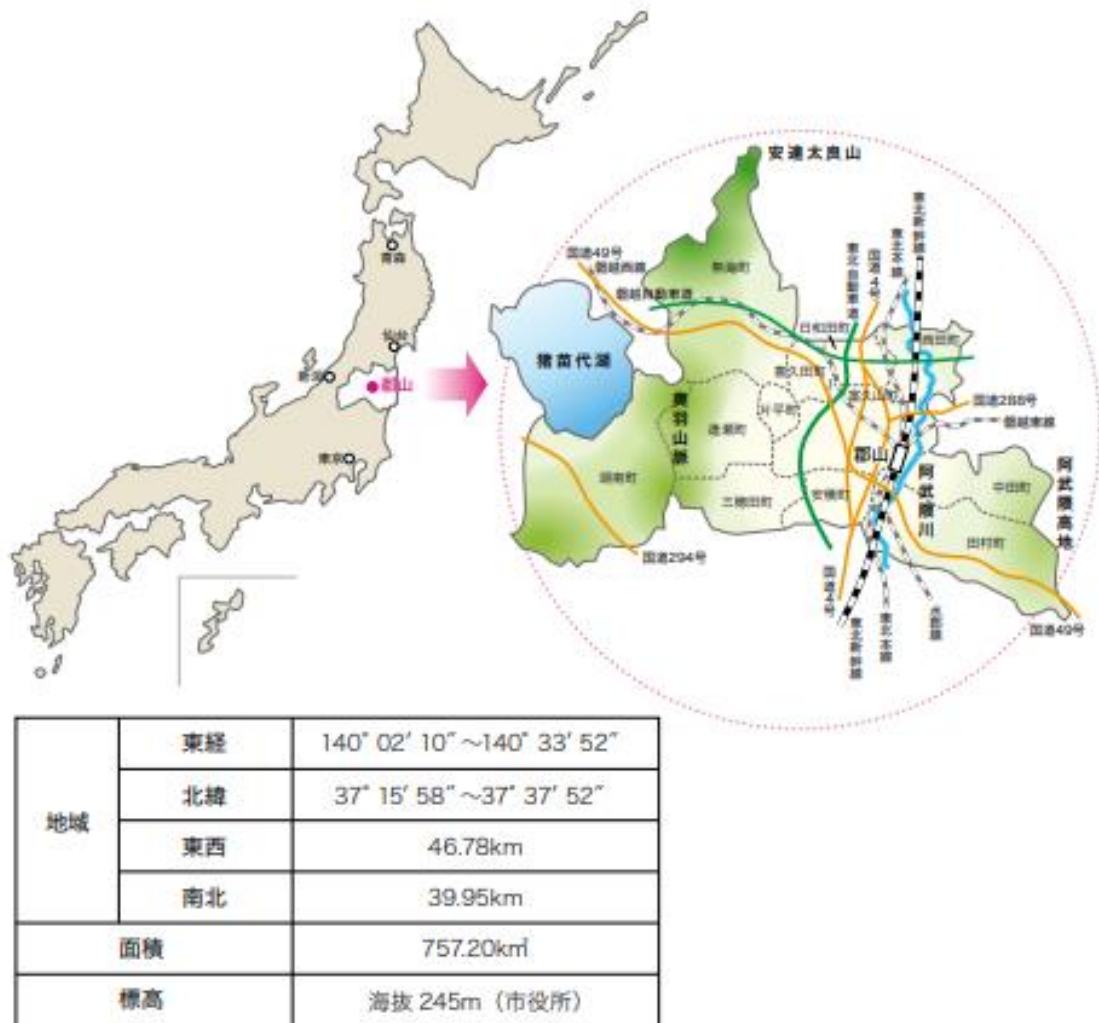 青森
仙台
新潟
郡山
東京
安達太良山
東北新幹線
東北本線
国道4号
東北自動車道
国道49号
磐越西線
磐越自動車道
熱海町
日和田町
西田町
猪苗代湖
喜久田町
富久山町
国道288号
磐越東線
奥羽山脈
片平町
逢瀬町
郡山
阿武隈川
阿武隈高地
湖南町
三穂田町
安積町
中田町
田村町
国道294号
国道4号
東北新幹線
東北本線
水郡線
国道49号
地域
東経 140° 02′ 10″ ～140° 33′ 52″
北緯 37° 15′ 58″ ～37° 37′ 52″
東西 46.78km
南北 39.95km
面積 757.20k㎡
標高 海抜 245m（市役所）